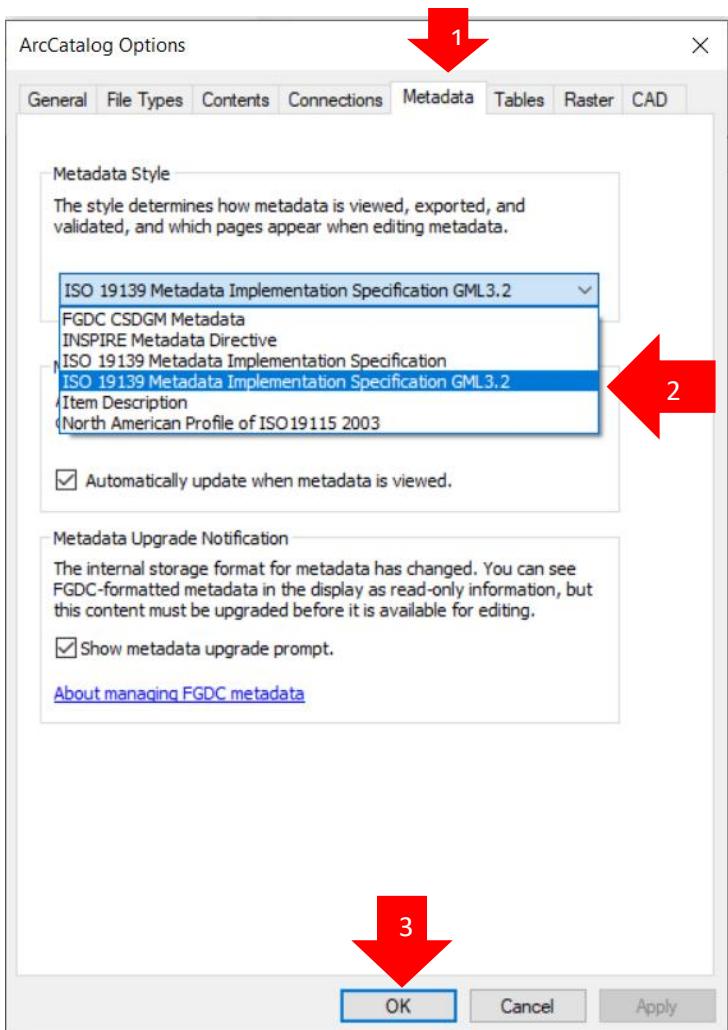 1
ArcCatalog Options
General File Types Contents Connections Metadata Tables Raster CAD
Metadata Style
The style determines how metadata is viewed, exported, and
validated, and which pages appear when editing metadata.
ISO 19139 Metadata Implementation Specification GML3.2
FGDC CSDGM Metadata
INSPIRE Metadata Directive
ISO 19139 Metadata Implementation Specification
ISO 19139 Metadata Implementation Specification GML3.2
2
Item Description
North American Profile of ISO19115 2003
Automatically update when metadata is viewed.
Metadata Upgrade Notification
The internal storage format for metadata has changed. You can see
FGDC-formatted metadata in the display as read-only information, but
this content must be upgraded before it is available for editing.
Show metadata upgrade prompt.
About managing FGDC metadata
3
OK Cancel Apply